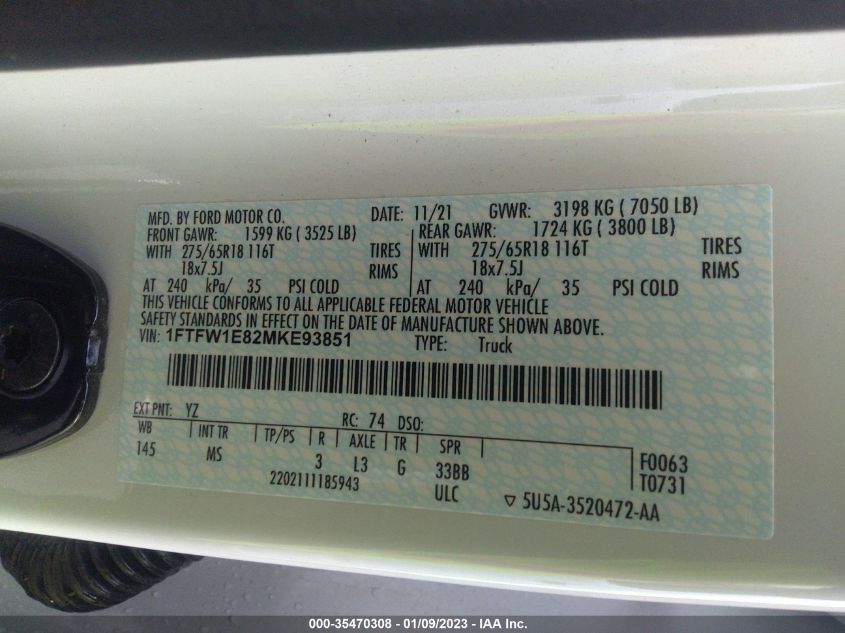 MFD. BY FORD MOTOR CO. DATE: 11/21 GVWR: 3198 KG ( 7050 LB)
FRONT GAWR: 1599 KG ( 3525 LB) REAR GAWR: 1724 KG ( 3800 LB)
WITH 275/65R18 116T TIRES WITH 275/65R18 116T TIRES
18x7.5J RIMS 18x7.5J RIMS
AT 240 kPa/ 35 PSI COLD AT 240 kPa/ 35 PSI COLD
THIS VEHICLE CONFORMS TO ALL APPLICABLE FEDERAL MOTOR VEHICLE
SAFETY STANDARDS IN EFFECT ON THE DATE OF MANUFACTURE SHOWN ABOVE.
VIN: 1FTFW1E82MKE93851 TYPE: Truck
EXT PNT: YZ RC: 74 DSO:
WB INT TR TP/PS R AXLE TR SPR
145 MS 3 L3 G 33BB F0063
2202111185943 ULC T0731
▽ 5U5A-3520472-AA
000-35470308 - 01/09/2023 - IAA Inc.